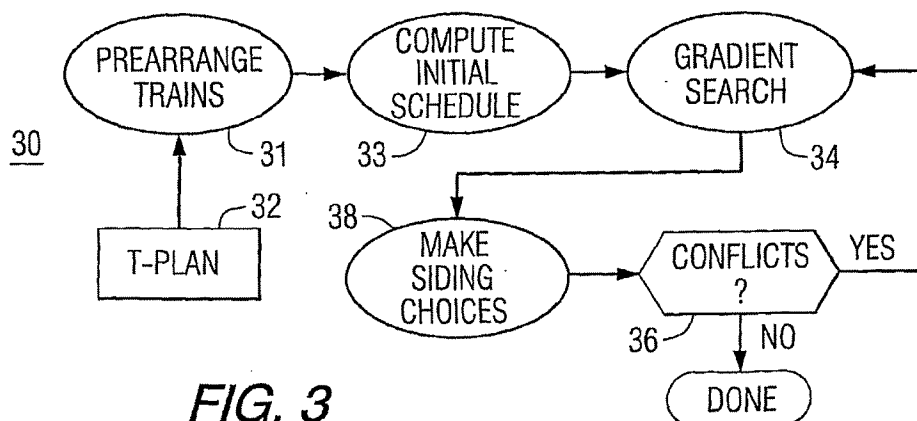 PREARRANGE
TRAINS
31
COMPUTE
INITIAL
SCHEDULE
33
GRADIENT
SEARCH
34
30
32
T-PLAN
38
MAKE
SIDING
CHOICES
CONFLICTS
?
36
YES
NO
DONE
FIG. 3